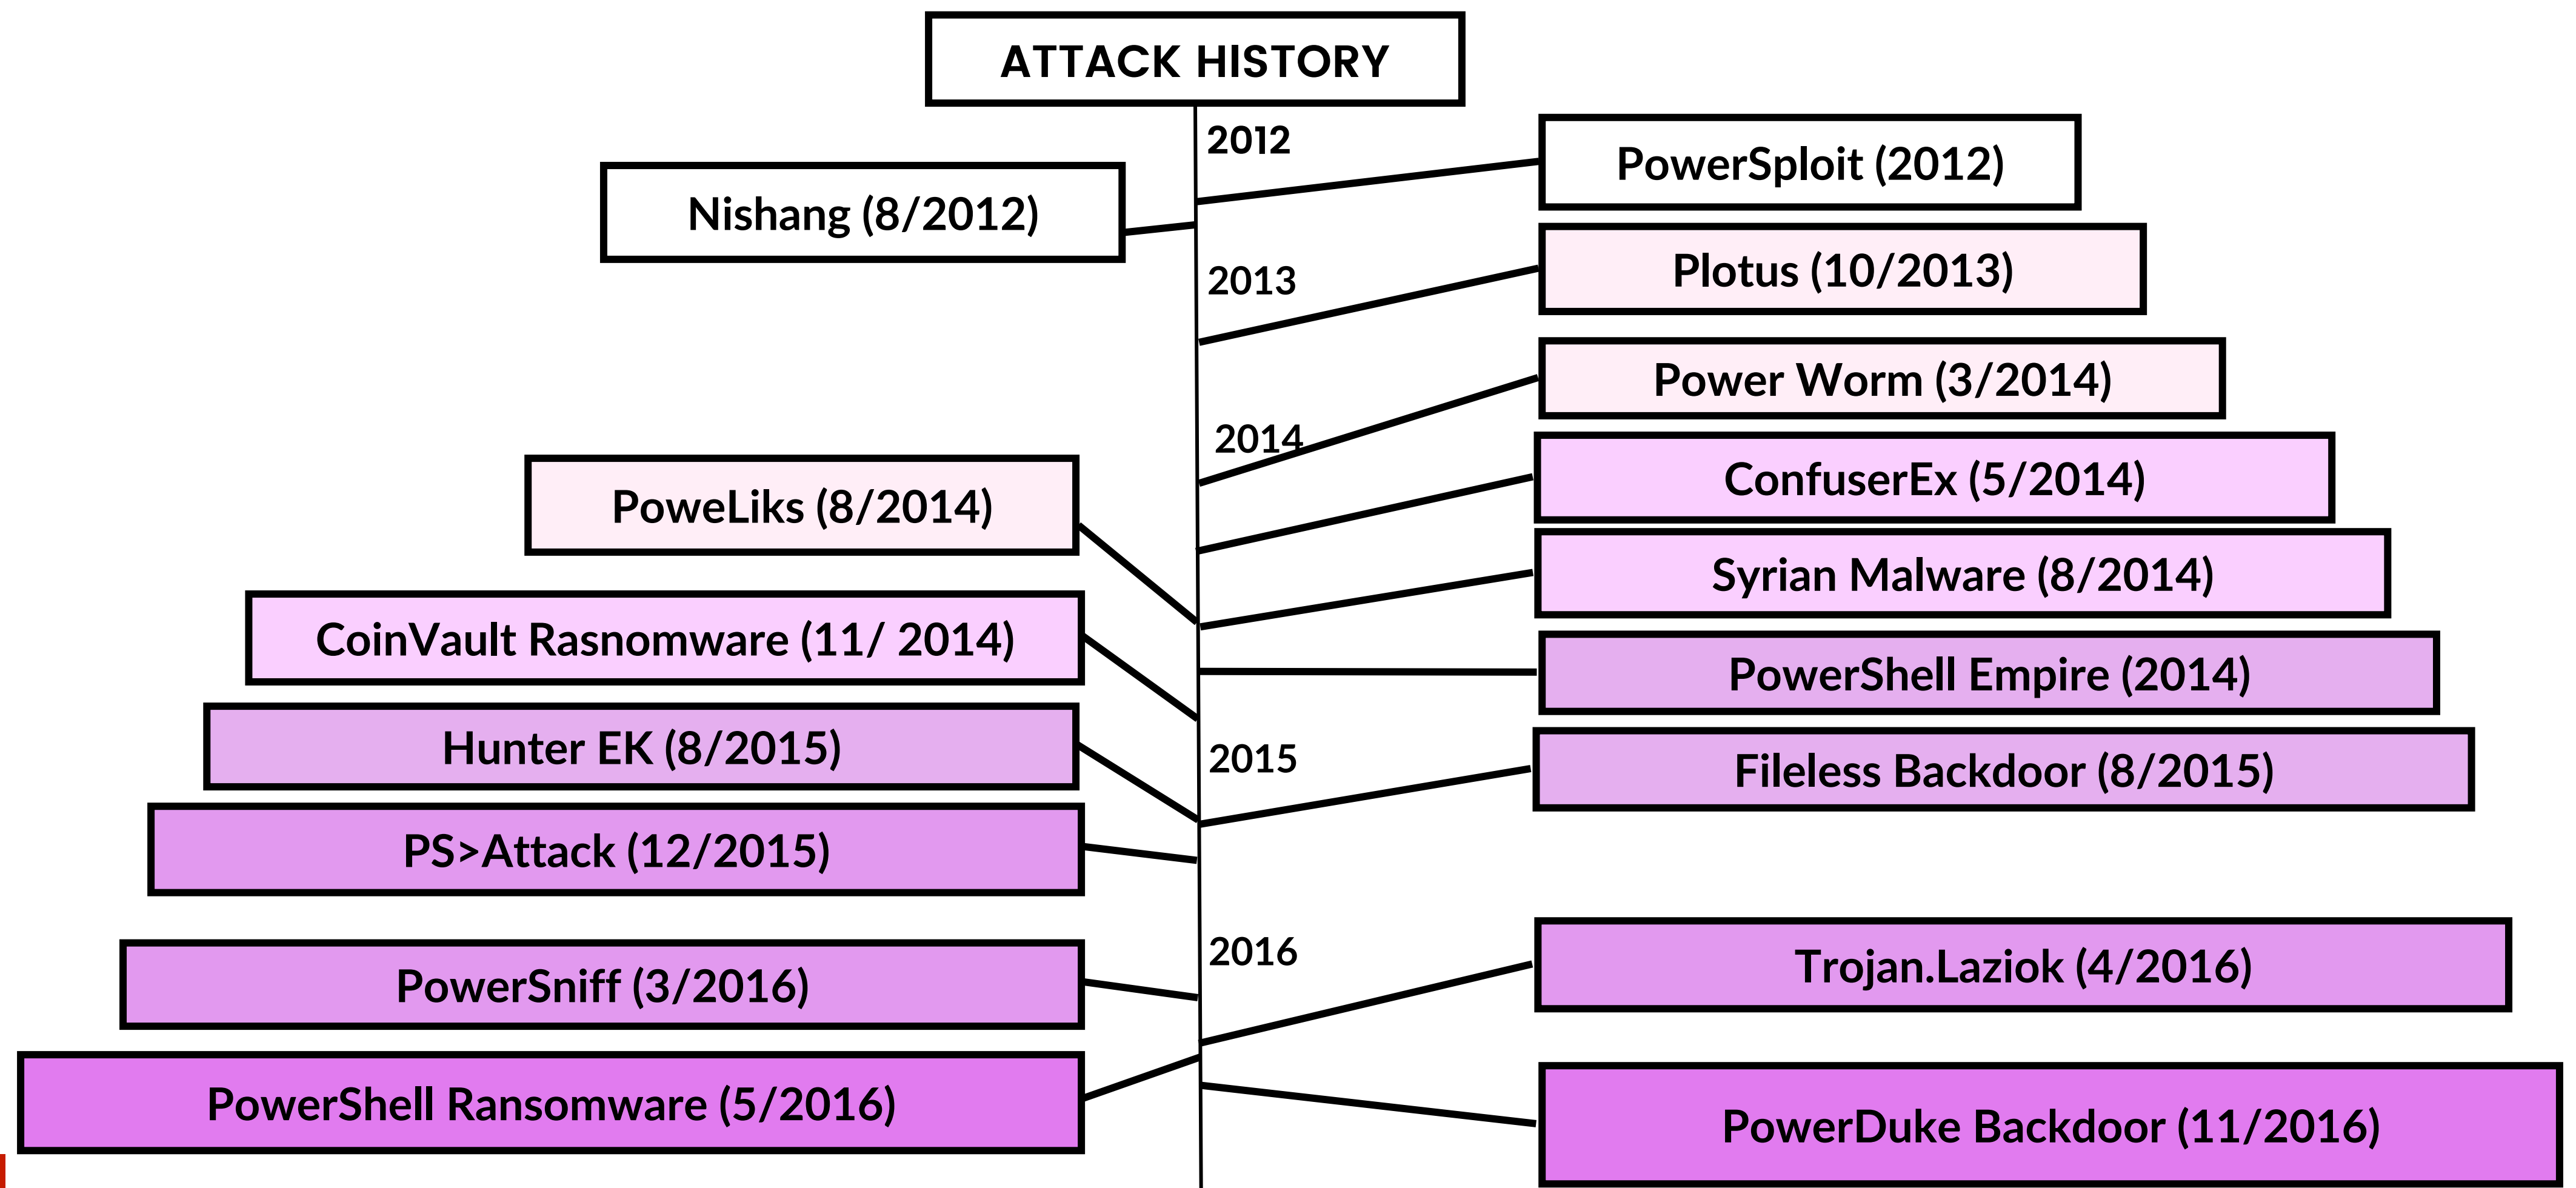 ATTACK HISTORY
2012
PowerSploit (2012)
Nishang (8/2012)
2013
Plotus (10/2013)
Power Worm (3/2014)
2014
ConfuserEx (5/2014)
PoweLiks (8/2014)
Syrian Malware (8/2014)
CoinVault Rasnomware (11/ 2014)
PowerShell Empire (2014)
Hunter EK (8/2015)
2015
Fileless Backdoor (8/2015)
PS>Attack (12/2015)
2016
Trojan.Laziok (4/2016)
PowerSniff (3/2016)
PowerShell Ransomware (5/2016)
PowerDuke Backdoor (11/2016)